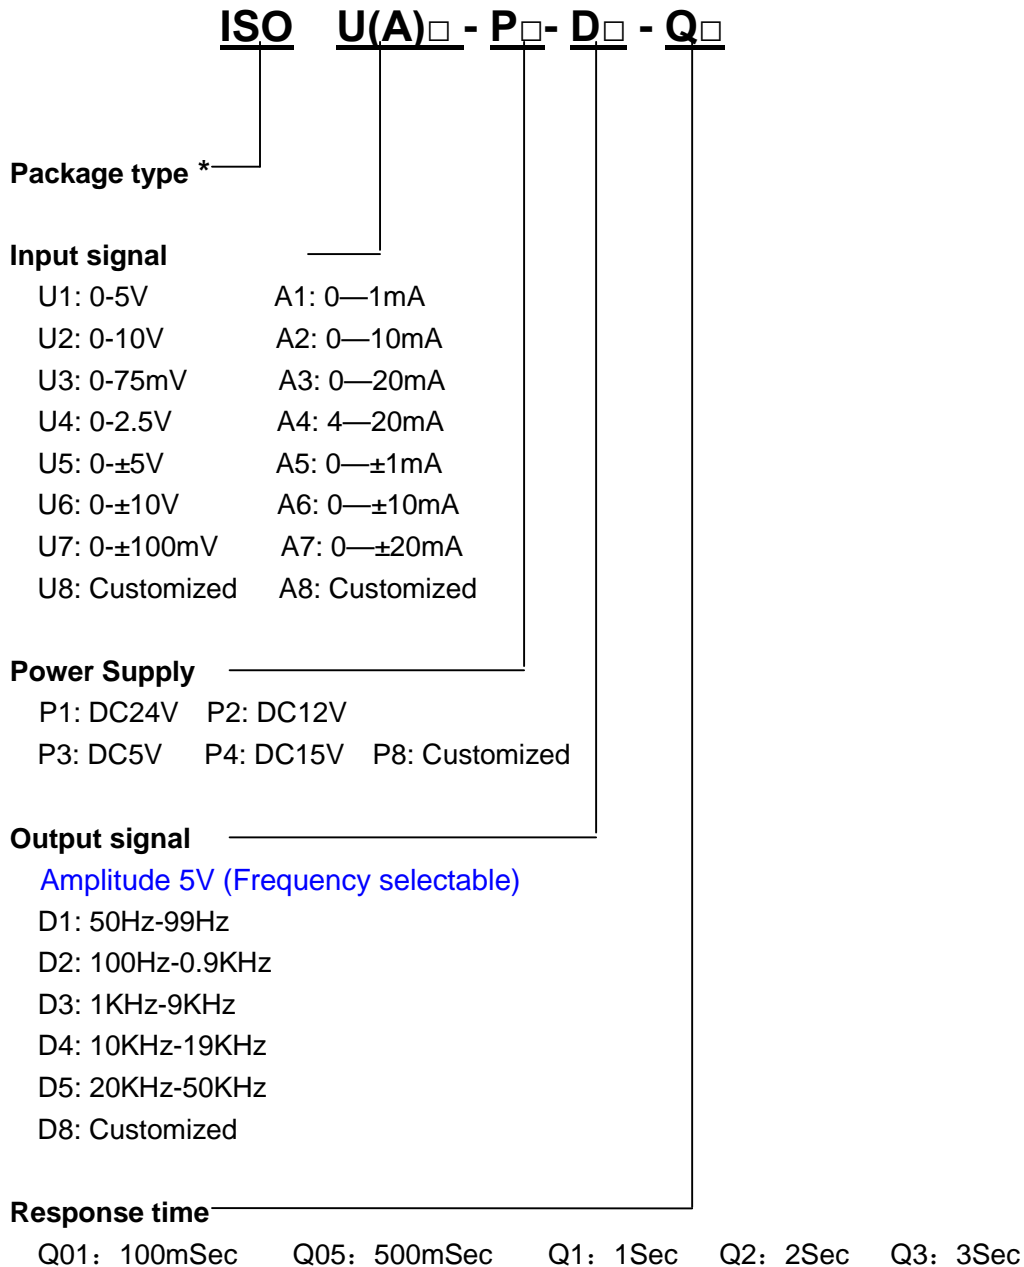 ISO U(A)□ - P□- D□ - Q□
Package type *
Input signal
U1: 0-5V A1: 0—1mA
U2: 0-10V A2: 0—10mA
U3: 0-75mV A3: 0—20mA
U4: 0-2.5V A4: 4—20mA
U5: 0-±5V A5: 0—±1mA
U6: 0-±10V A6: 0—±10mA
U7: 0-±100mV A7: 0—±20mA
U8: Customized A8: Customized
Power Supply
P1: DC24V P2: DC12V
P3: DC5V P4: DC15V P8: Customized
Output signal
Amplitude 5V (Frequency selectable)
D1: 50Hz-99Hz
D2: 100Hz-0.9KHz
D3: 1KHz-9KHz
D4: 10KHz-19KHz
D5: 20KHz-50KHz
D8: Customized
Response time
Q01：100mSec Q05：500mSec Q1：1Sec Q2：2Sec Q3：3Sec